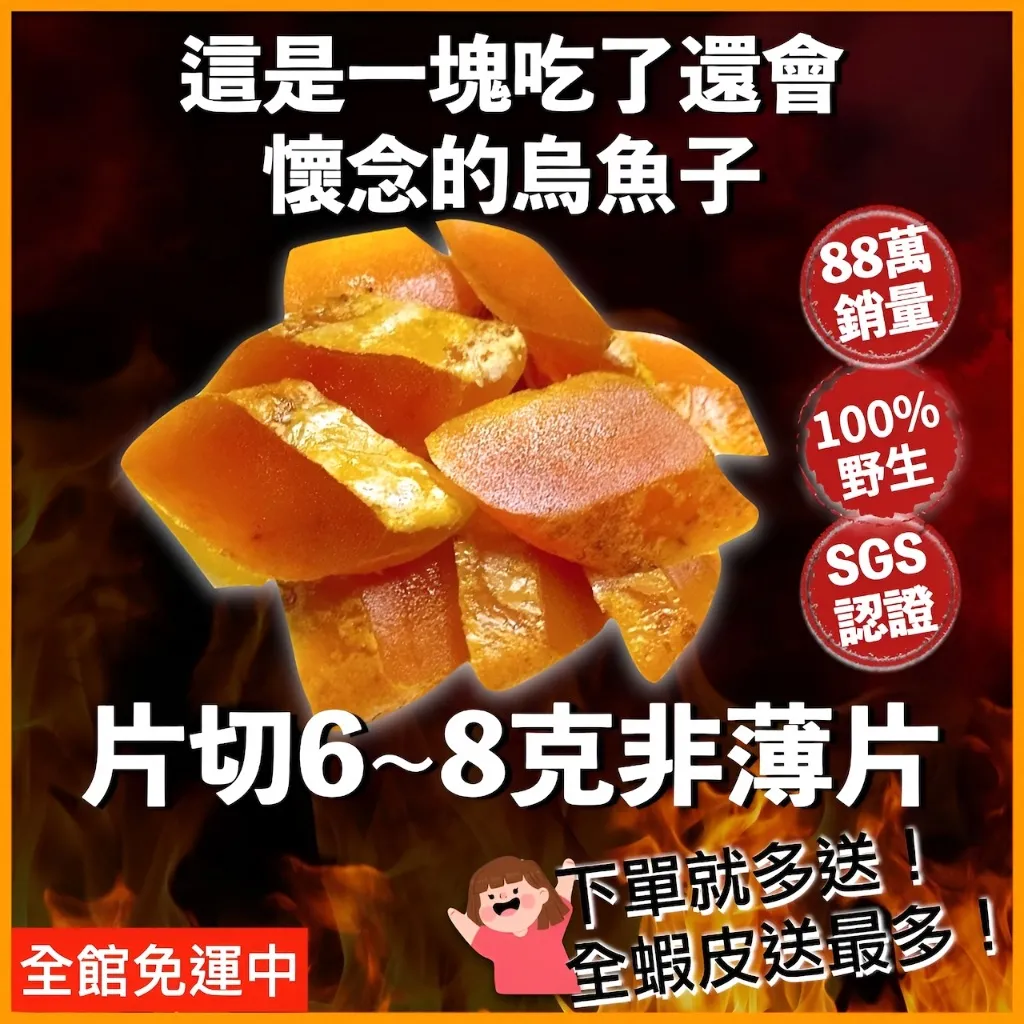 這是一塊吃了還會
懷念的烏魚子
88萬
銷量
100%
野生
SGS
認證
片切6~8克非薄片
下單就多送！
全蝦皮送最多！
全館免運中